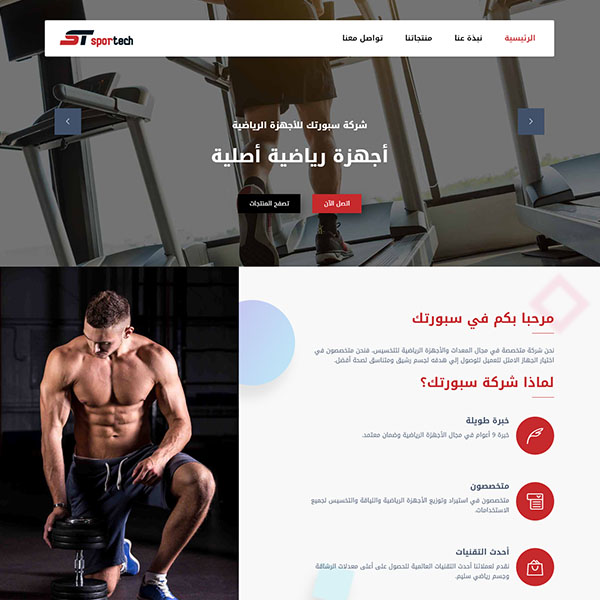 الرئيسية
نبذة عنا
منتجاتنا
تواصل معنا
ST sportech
شركة سبورتك للأجهزة الرياضية
أجهزة رياضية أصلية
اتصل الآن
تصفح المنتجات
مرحبا بكم في سبورتك
نحن شركة متخصصة في مجال المعدات والأجهزة الرياضية للتخسيس. فنحن متخصصون في
اختيار الجهاز الامثل للعميل للوصول إلي هدفه لجسم رشيق ومتناسق لصحة أفضل.
لماذا شركة سبورتك؟
خبرة طويلة
خبرة 9 أعوام في مجال الأجهزة الرياضية وضمان معتمد.
متخصصون
متخصصون في استيراد وتوزيع الأجهزة الرياضية واللياقة والتخسيس لجميع
الاستخدامات.
أحدث التقنيات
نقدم لعملائنا أحدث التقنيات العالمية للحصول على أعلى معدلات الرشاقة
وجسم رياضي سليم.